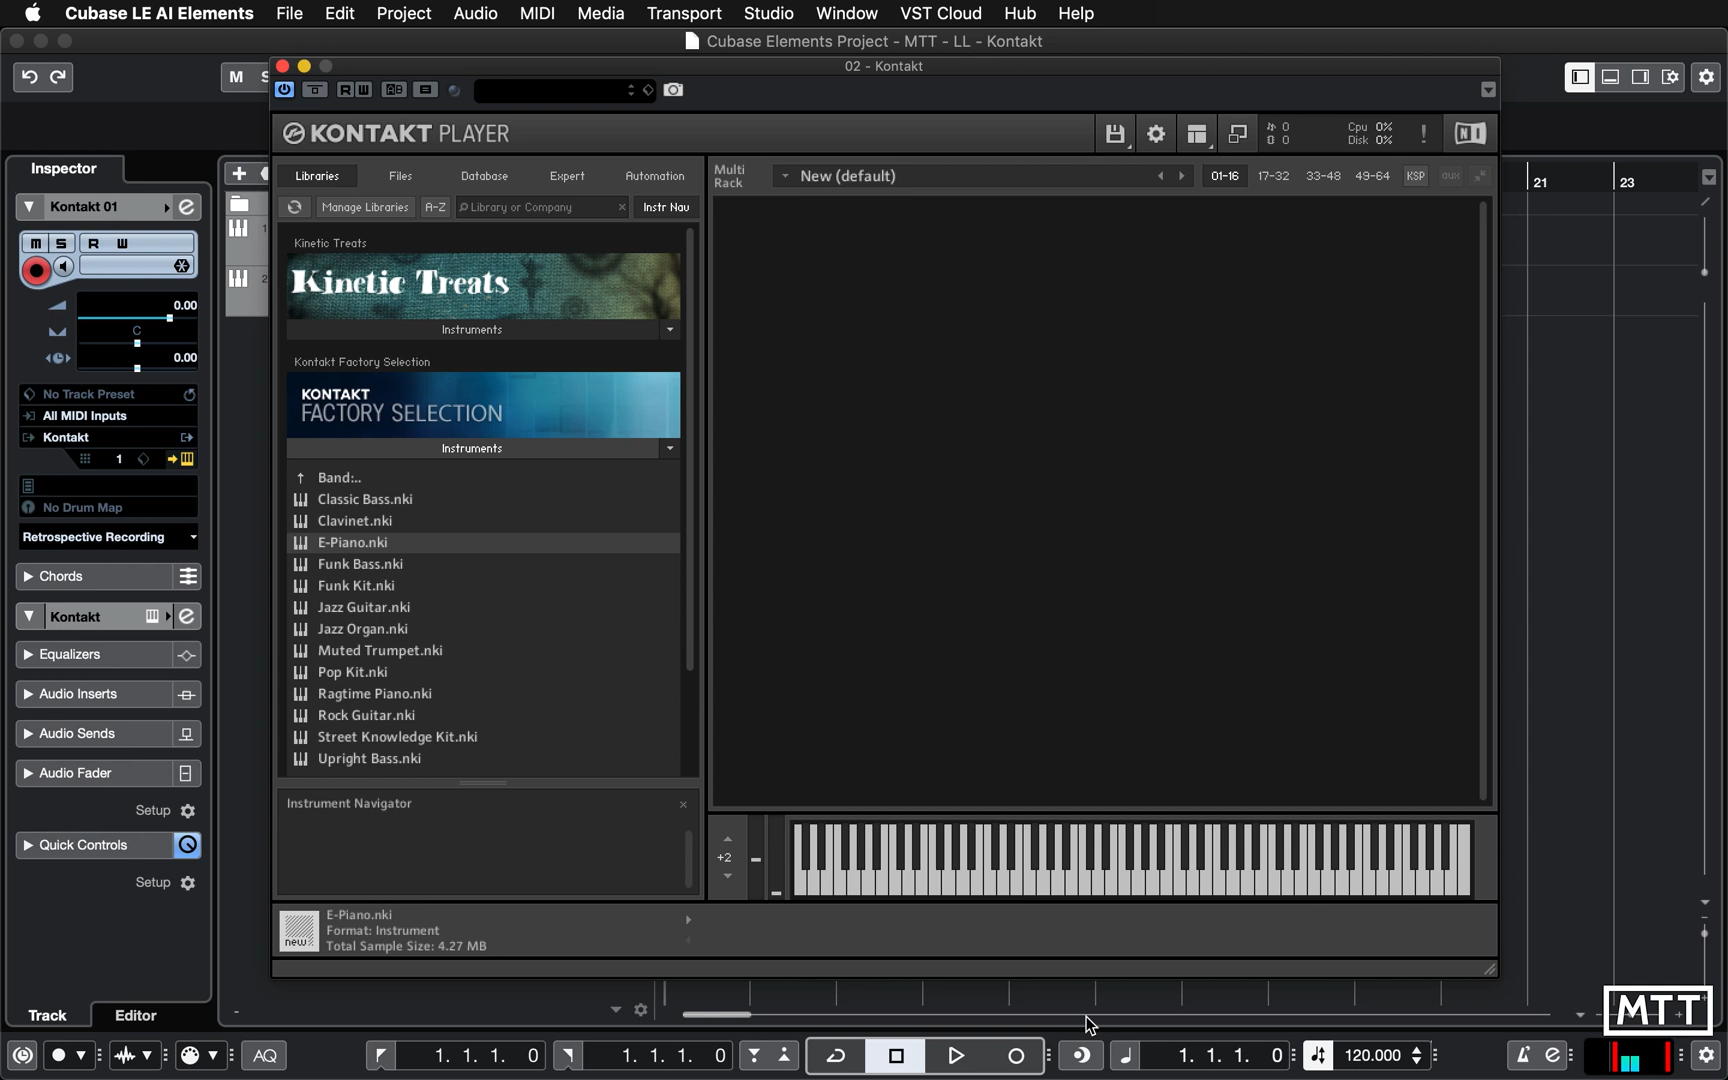 Cubase LE AI Elements File Edit Project Audio MIDI Media Transport Studio Window VST Cloud Hub Help
Cubase Elements Project - MTT - LL - Kontakt
M S
02 - Kontakt
R W
KONTAKT PLAYER
0
0
Cpu 0%
Disk 0%
!
Inspector
Libraries Files Database Expert Automation
Multi
Rack
New (default)
01-16 17-32 33-48 49-64 KSP aux
21 23
Kontakt 01
Manage Libraries A-Z Library or Company × Instr Nav
M S R W
1
2
Kinetic Treats
Kinetic Treats
Instruments
0.00
C
0.00
Kontakt Factory Selection
KONTAKT
FACTORY SELECTION
Instruments
No Track Preset
All MIDI Inputs
Kontakt
1
No Drum Map
Retrospective Recording
Chords
Kontakt
Equalizers
Audio Inserts
Audio Sends
Audio Fader
Setup
Quick Controls
Setup
Band:..
Classic Bass.nki
Clavinet.nki
E-Piano.nki
Funk Bass.nki
Funk Kit.nki
Jazz Guitar.nki
Jazz Organ.nki
Muted Trumpet.nki
Pop Kit.nki
Ragtime Piano.nki
Rock Guitar.nki
Street Knowledge Kit.nki
Upright Bass.nki
Instrument Navigator ×
+2
new
E-Piano.nki
Format: Instrument
Total Sample Size: 4.27 MB
MTT
Track Editor
AQ
1. 1. 1. 0
1. 1. 1. 0
1. 1. 1. 0
120.000